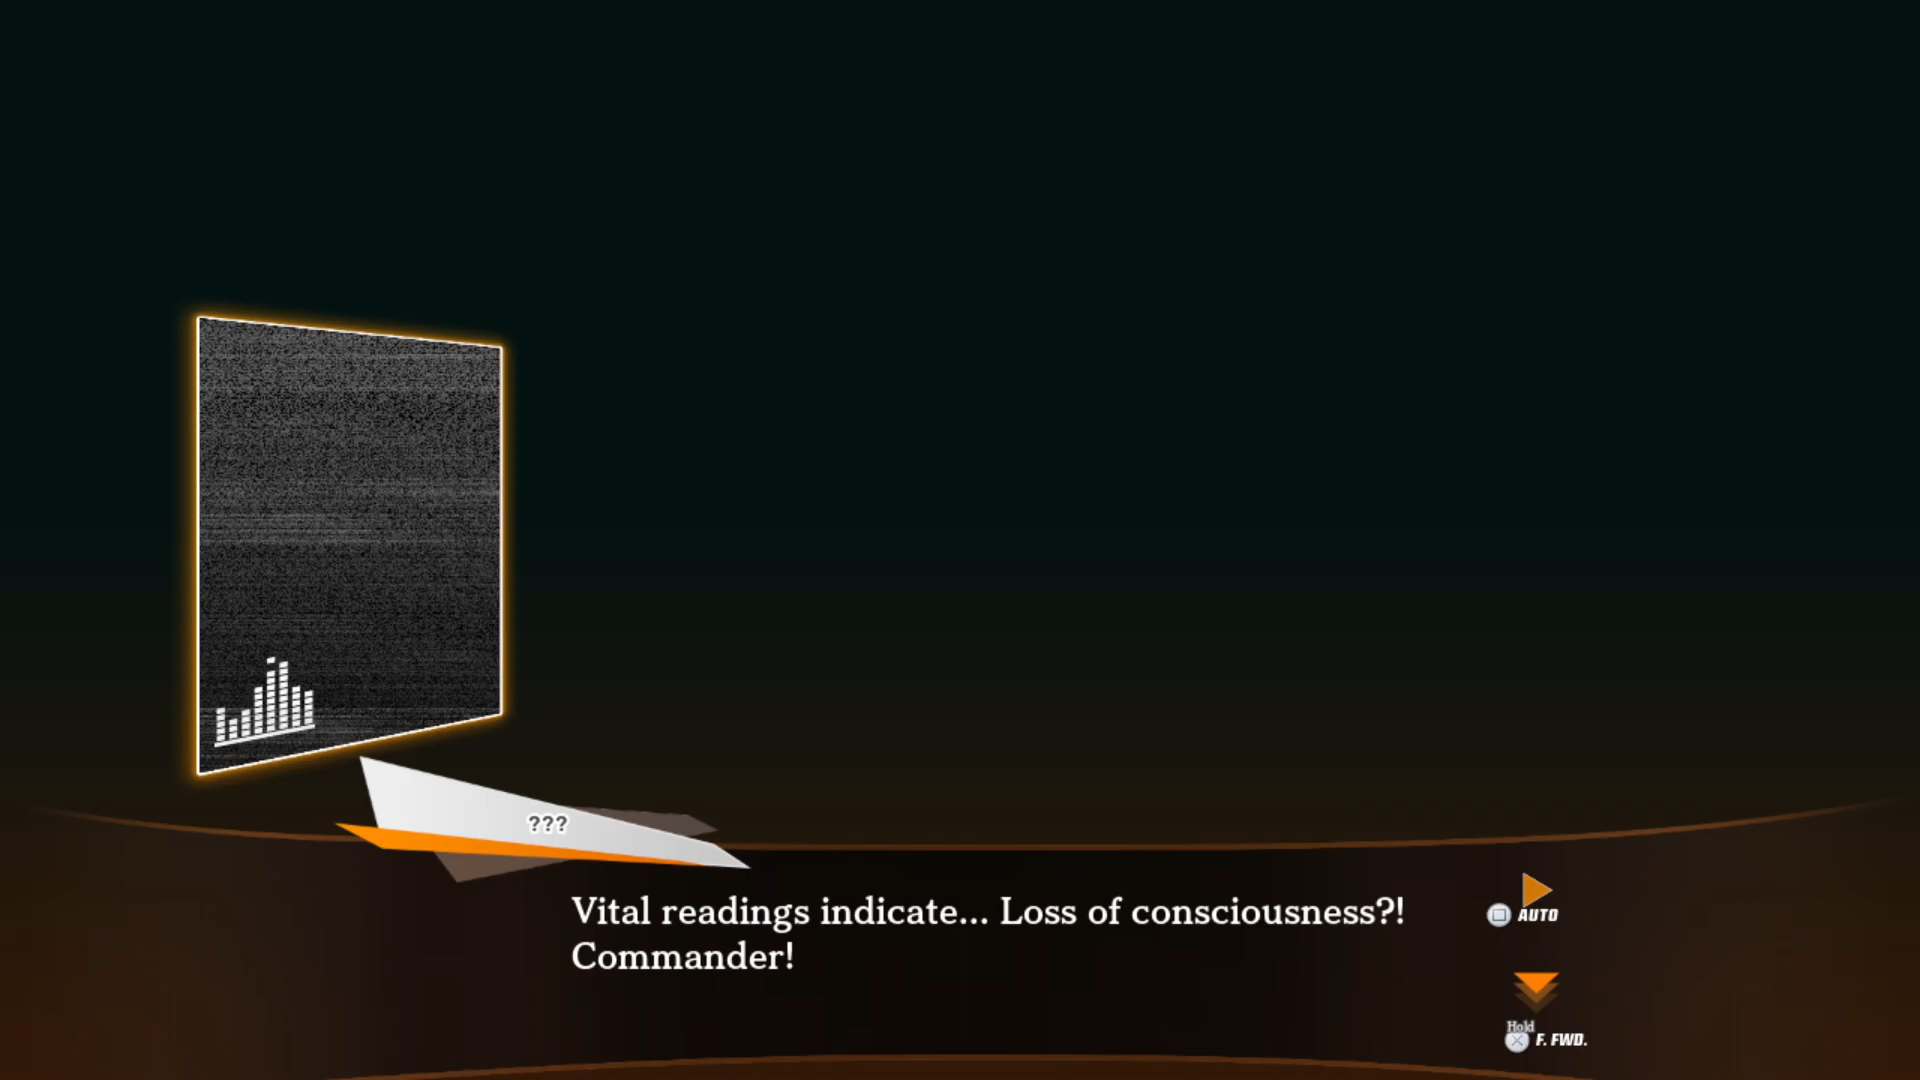 ???
Vital readings indicate... Loss of consciousness?!
Commander!
AUTO
Hold
F. FWD.